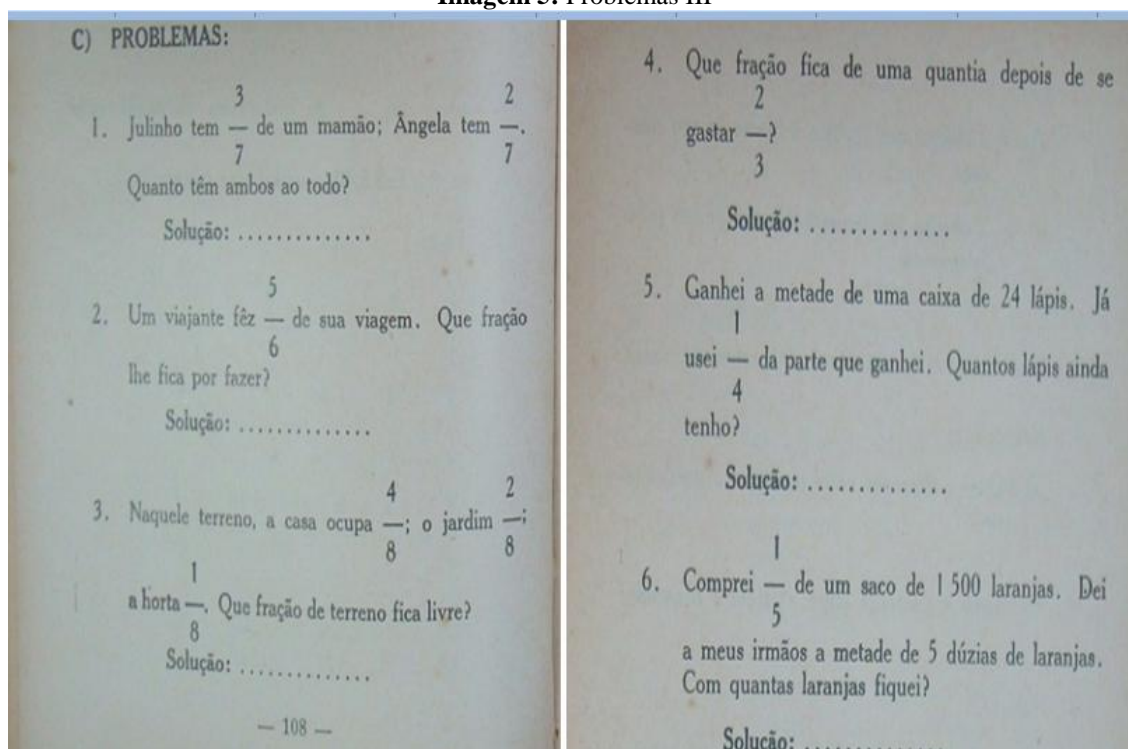 Imagem 5: Problemas III
C) PROBLEMAS:
1. Julinho tem 3/7 de um mamão; Ângela tem 2/7.
Quanto têm ambos ao todo?
Solução: ..............
2. Um viajante fêz 5/6 de sua viagem. Que fração
lhe fica por fazer?
Solução: ..............
3. Naquele terreno, a casa ocupa 4/8; o jardim 2/8;
a horta 1/8. Que fração de terreno fica livre?
Solução: ..............
— 108 —
4. Que fração fica de uma quantia depois de se
gastar 2/3?
Solução: ..............
5. Ganhei a metade de uma caixa de 24 lápis. Já
usei 1/4 da parte que ganhei. Quantos lápis ainda
tenho?
Solução: ..............
6. Comprei 1/5 de um saco de 1 500 laranjas. Dei
a meus irmãos a metade de 5 dúzias de laranjas.
Com quantas laranjas fiquei?
Solução: ..............